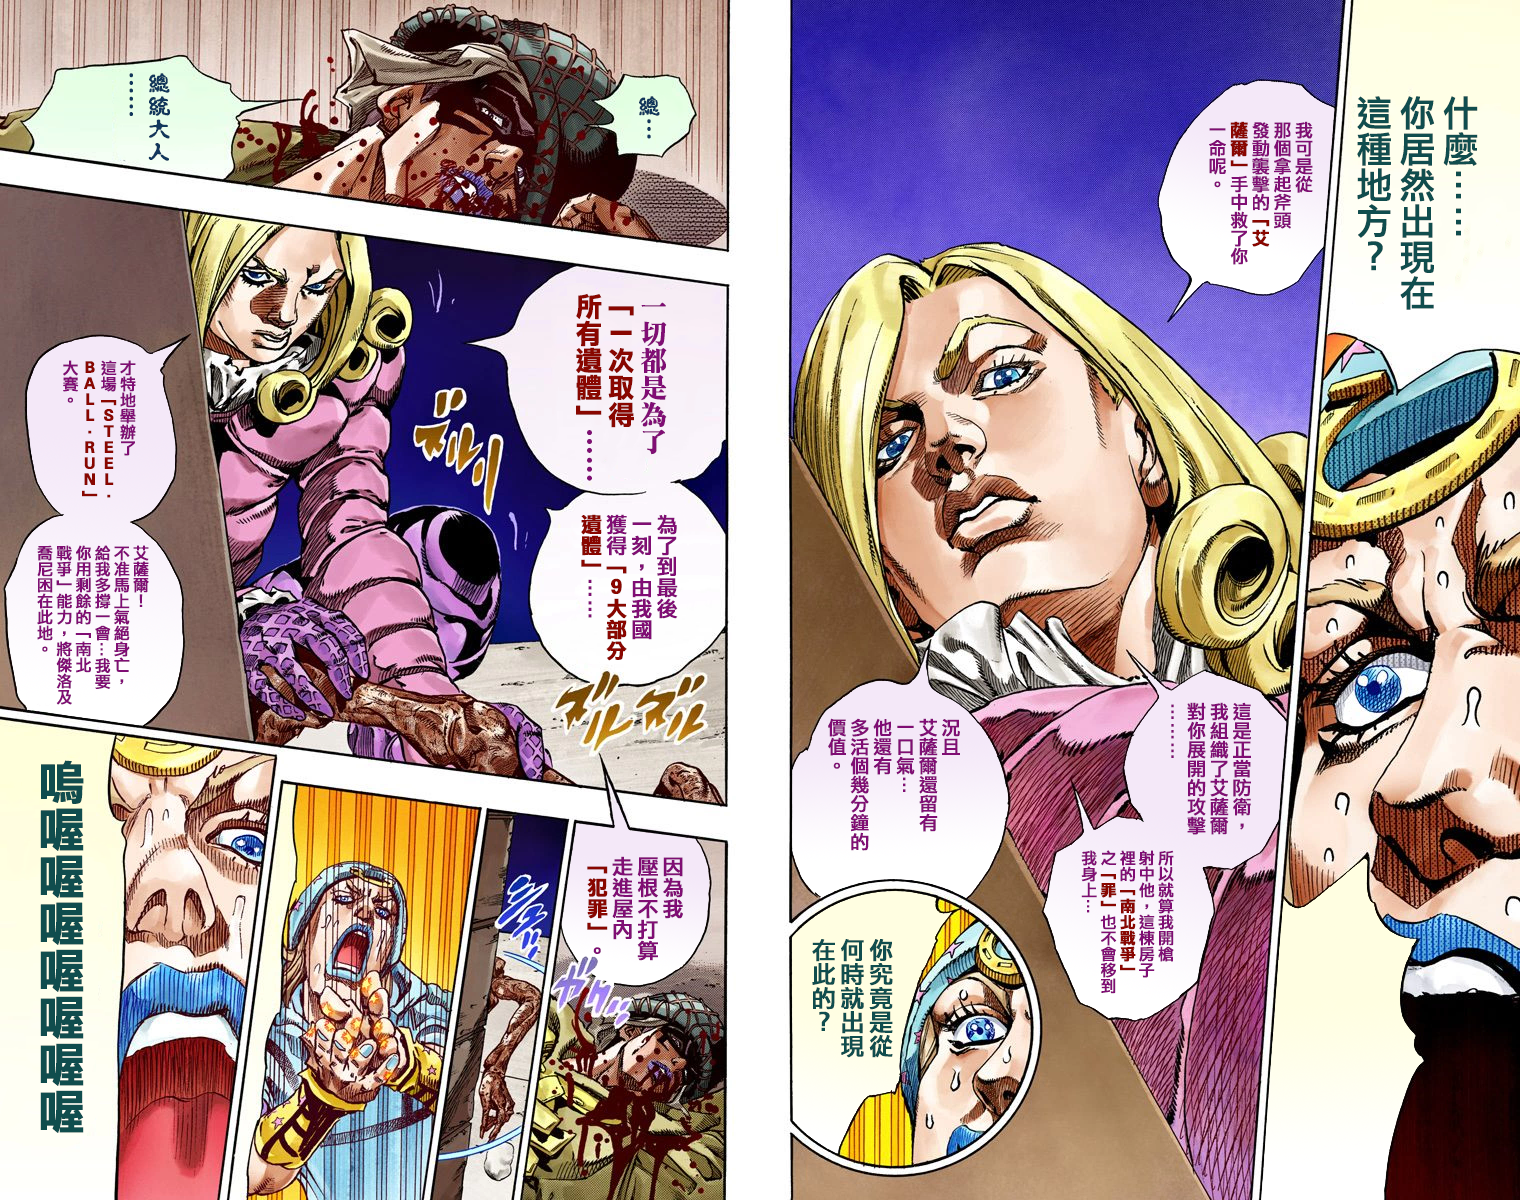 什麼……
你居然出現在
這種地方？
我可是從
那個拿起斧頭
發動襲擊的「艾
薩爾」手中救了你
一命呢。
這是正當防衛，
我組織了艾薩爾
對你展開的攻擊
………
所以就算我開槍
射中他，這棟房子
裡的「南北戰爭」
之「罪」也不會移到
我身上…
況且
艾薩爾還留有
一口氣…
他還有
多活個幾分鐘的
價值。
你究竟是從
何時就出現
在此的？
總…
總統大人
……
一切都是為了
「一次取得
所有遺體」……
為了到最後
一刻，由我國
獲得「9大部分
遺體」……
ズルッ
ズルズル
才特地舉辦了
這場「STEEL·
BALL·RUN」
大賽。
艾薩爾！
不准馬上氣絕身亡，
給我多撐一會…我要
你用剩餘的「南北
戰爭」能力，將傑洛及
喬尼困在此地。
因為我
壓根不打算
走進屋內
「犯罪」。
嗚喔喔喔喔喔喔喔